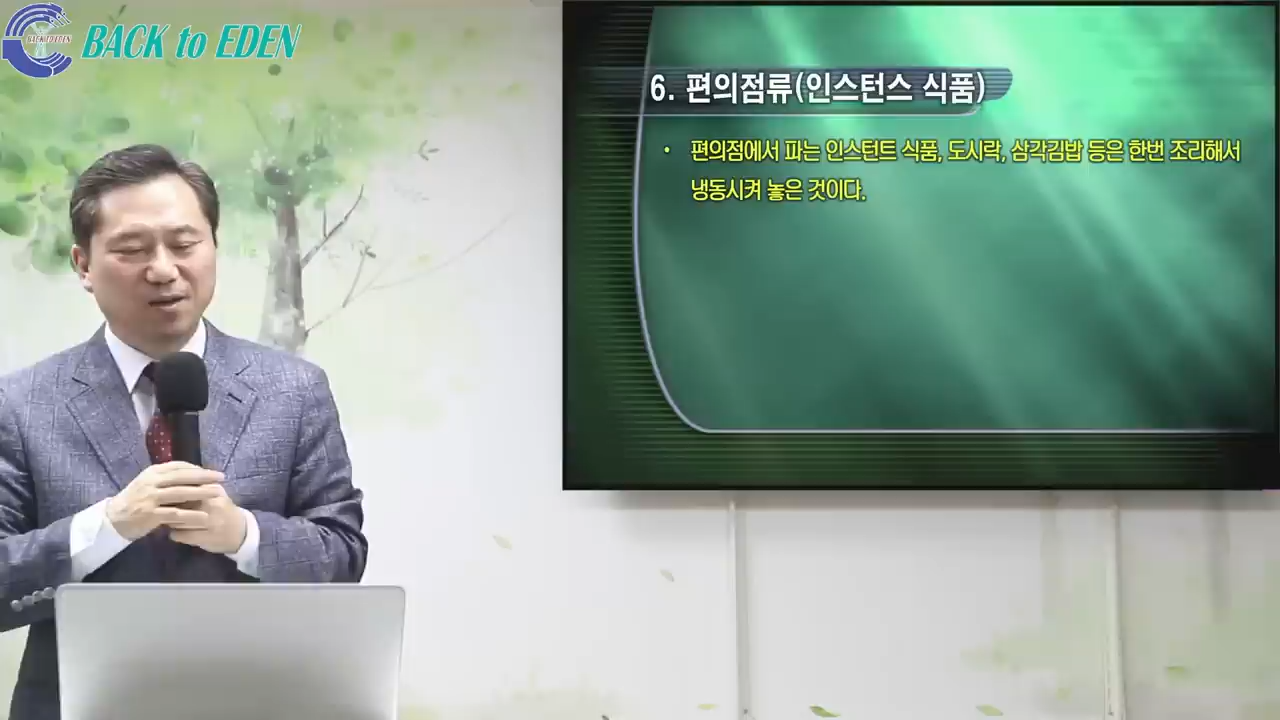 BACK to EDEN
6. 편의점류(인스턴스 식품)
• 편의점에서 파는 인스턴트 식품, 도시락, 삼각김밥 등은 한번 조리해서
냉동시켜 놓은 것이다.